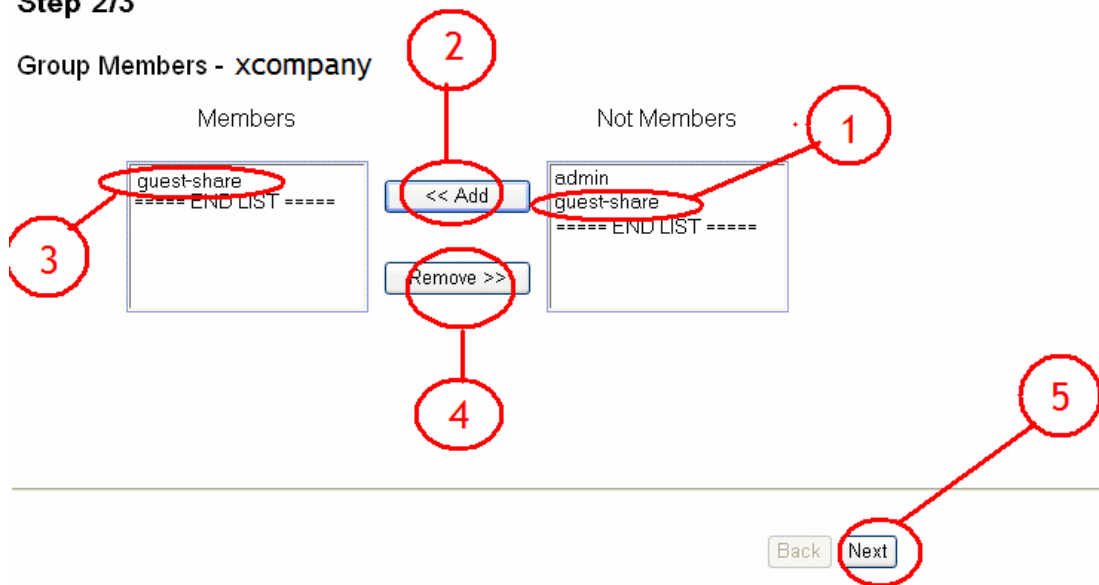 Step 2/3
2
Group Members - xcompany
Members
Not Members
1
guest-share
===== END LIST =====
<< Add
admin
guest-share
===== END LIST =====
3
Remove >>
4
5
Back
Next